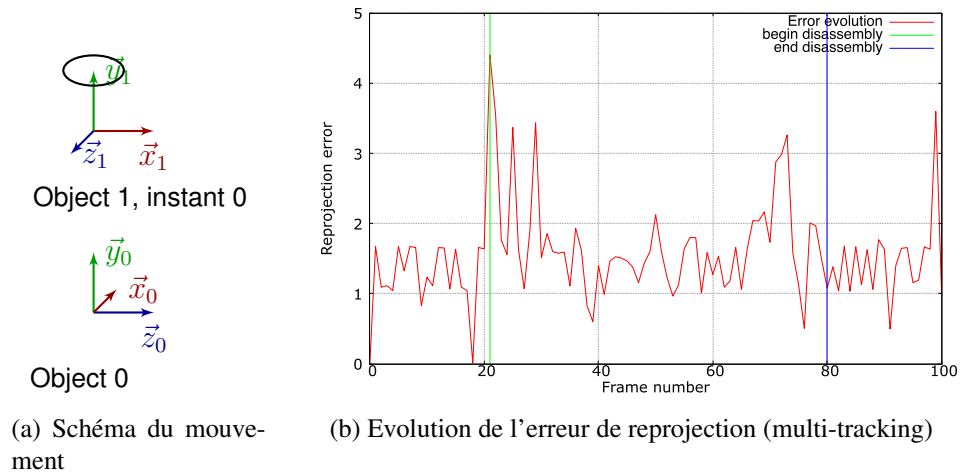 y⃗₁
z⃗₁
x⃗₁
Object 1, instant 0
y⃗₀
x⃗₀
z⃗₀
Object 0
(a) Schéma du mouve-
ment
Error evolution
begin disassembly
end disassembly
5
4
3
2
1
0
Reprojection error
0 20 40 60 80 100
Frame number
(b) Evolution de l'erreur de reprojection (multi-tracking)